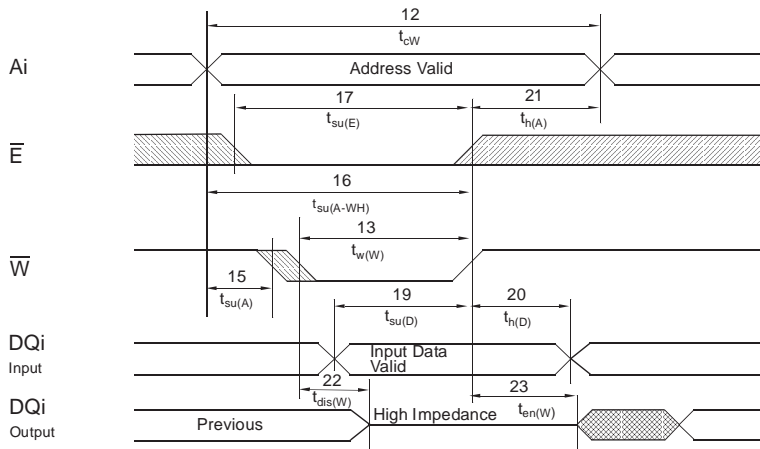 12
tcW
Ai
Address Valid
17
tsu(E)
21
th(A)
E
16
tsu(A-WH)
13
tw(W)
W
15
tsu(A)
19
tsu(D)
20
th(D)
DQi
Input
Input Data
Valid
22
tdis(W)
23
ten(W)
DQi
Output
Previous
High Impedance